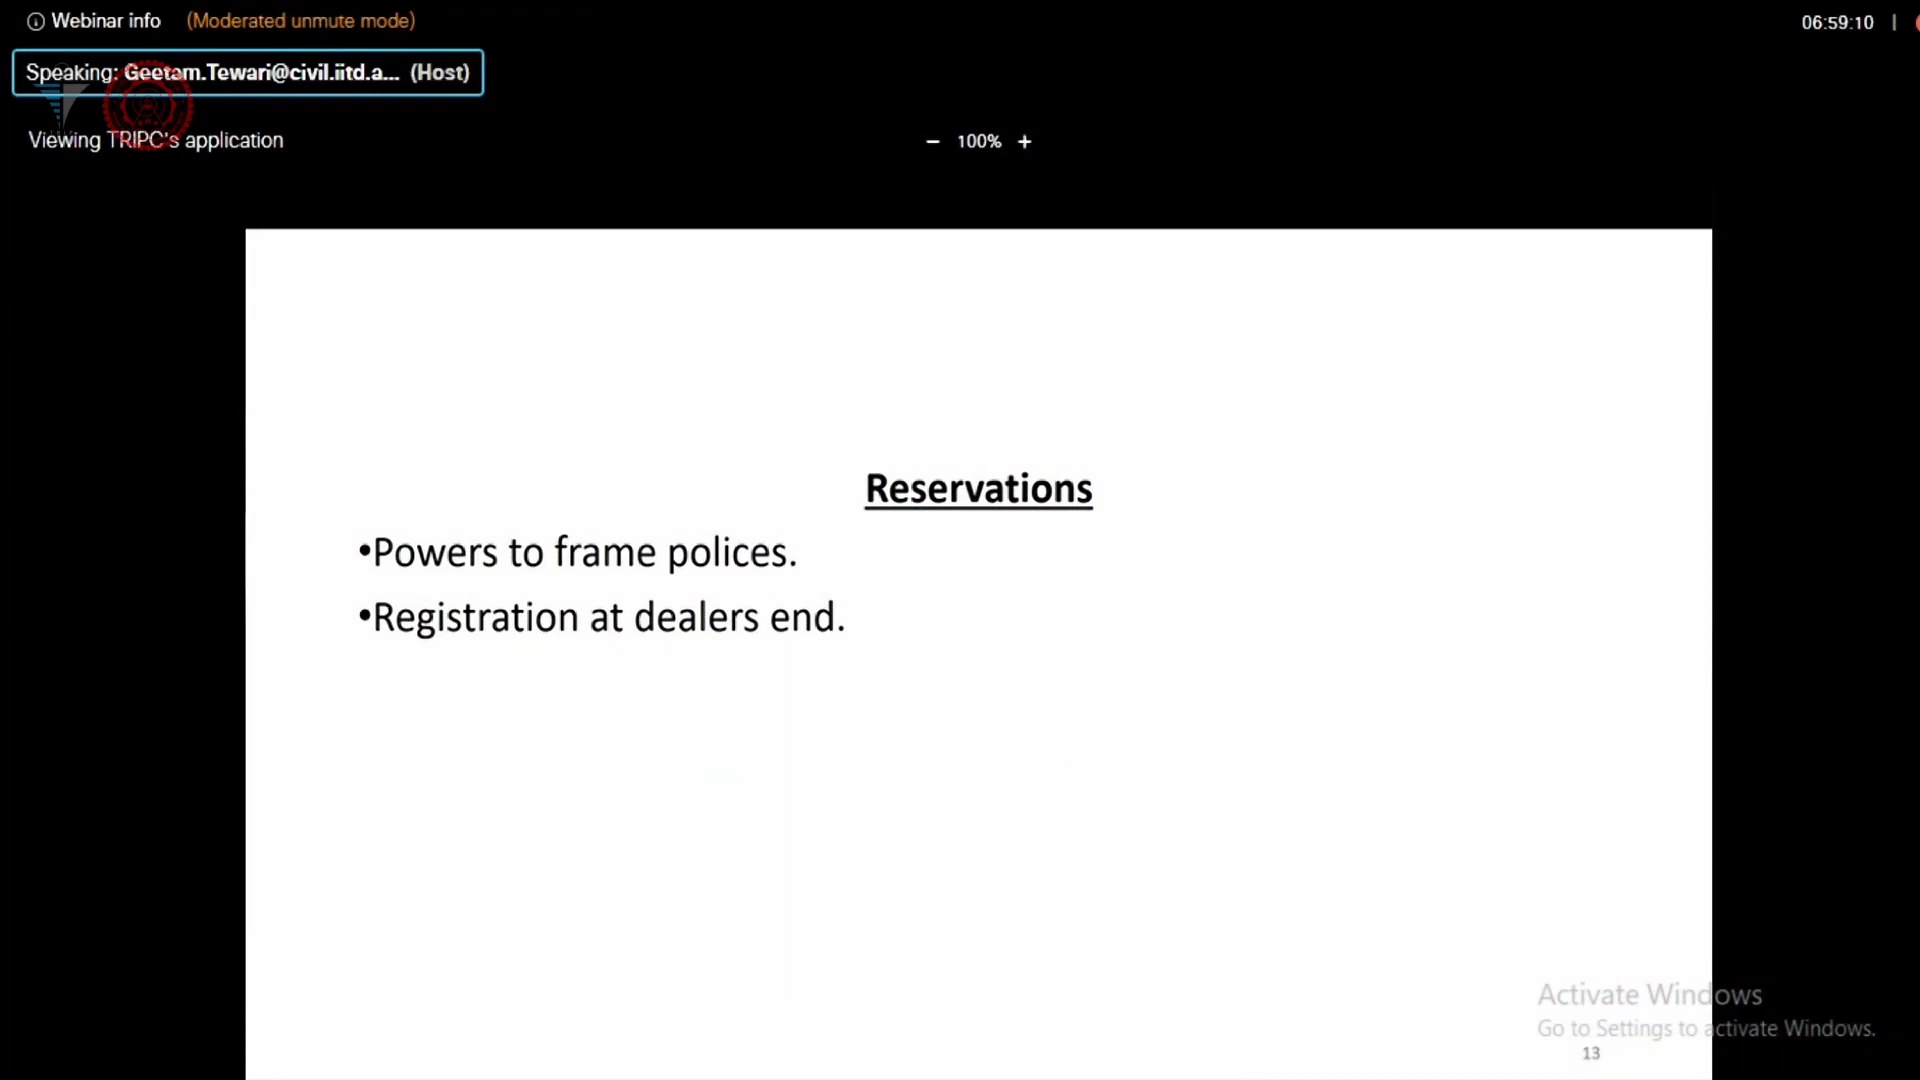 Webinar info (Moderated unmute mode) 06:59:10
Speaking: Geetam.Tewari@civil.iitd.a... (Host)
Viewing TRIPC's application − 100% +
Reservations
•Powers to frame polices.
•Registration at dealers end.
Activate Windows
Go to Settings to activate Windows.
13